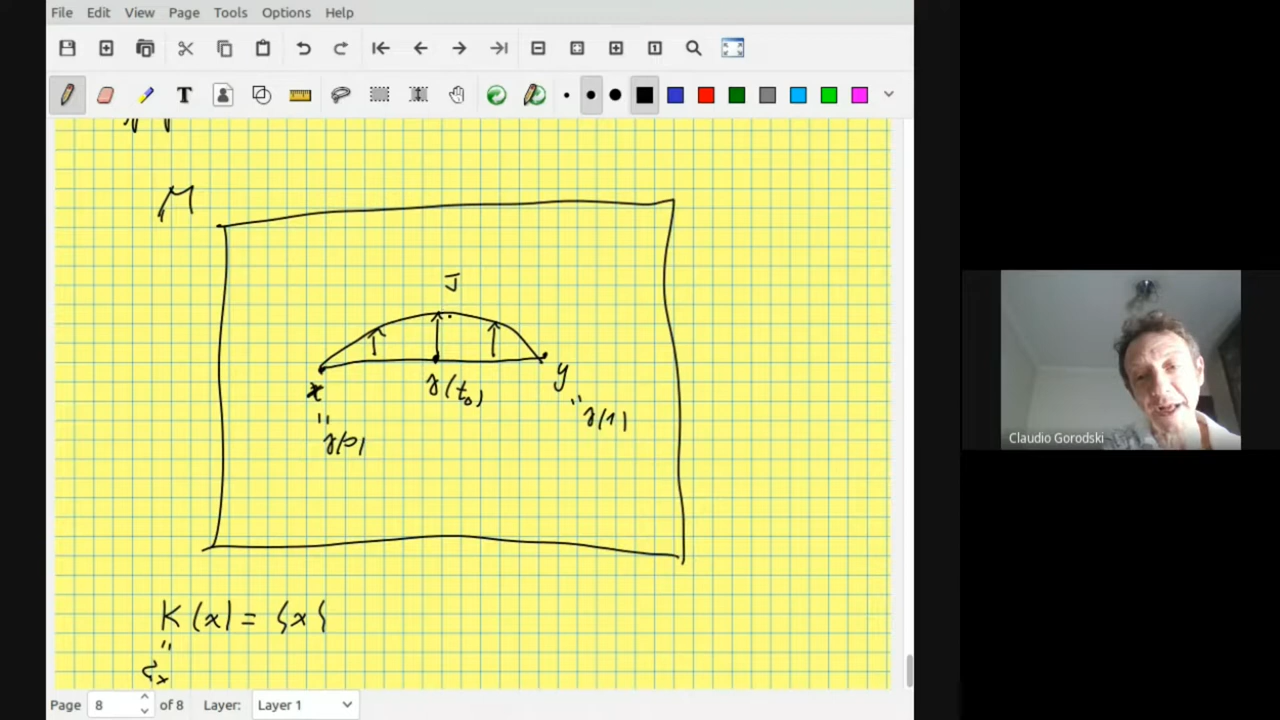 File Edit View Page Tools Options Help
M
J
x
γ(t₀)
y
" γ(1)
"
γ(0)
K(x) = {x}
"
Claudio Gorodski
Page 8 of 8 Layer: Layer 1